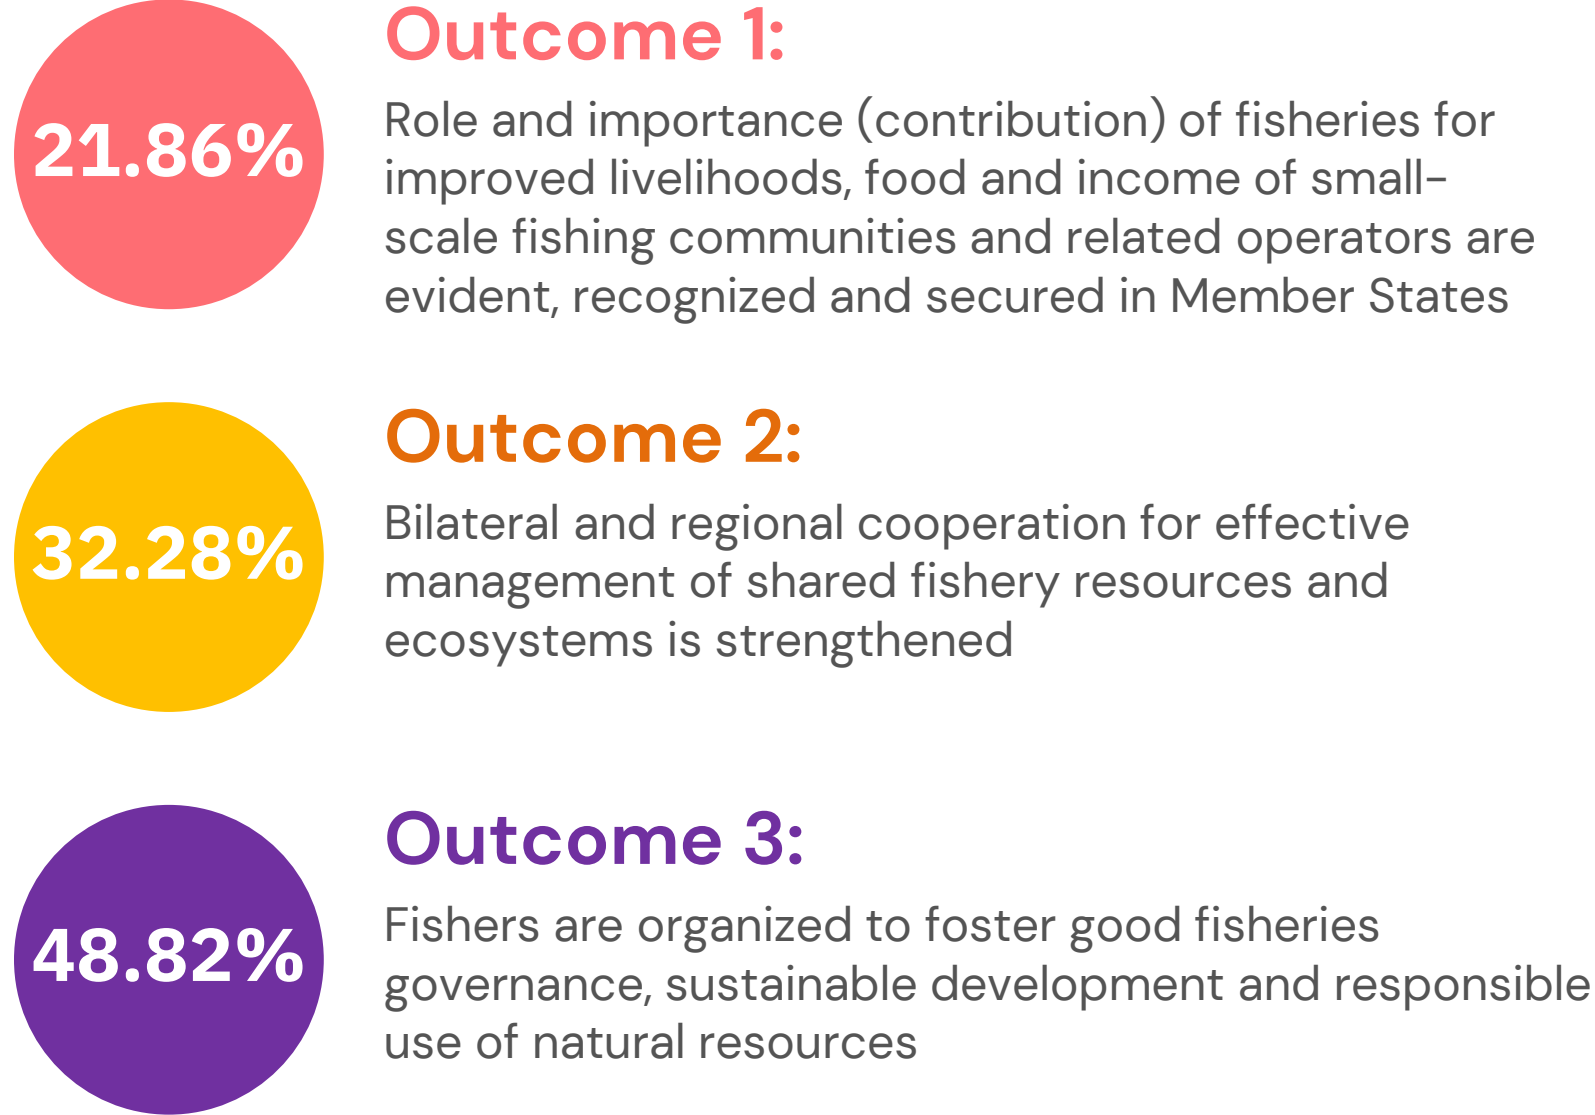 Outcome 1:
21.86%
Role and importance (contribution) of fisheries for
improved livelihoods, food and income of small-
scale fishing communities and related operators are
evident, recognized and secured in Member States
Outcome 2:
32.28%
Bilateral and regional cooperation for effective
management of shared fishery resources and
ecosystems is strengthened
Outcome 3:
48.82%
Fishers are organized to foster good fisheries
governance, sustainable development and responsible
use of natural resources